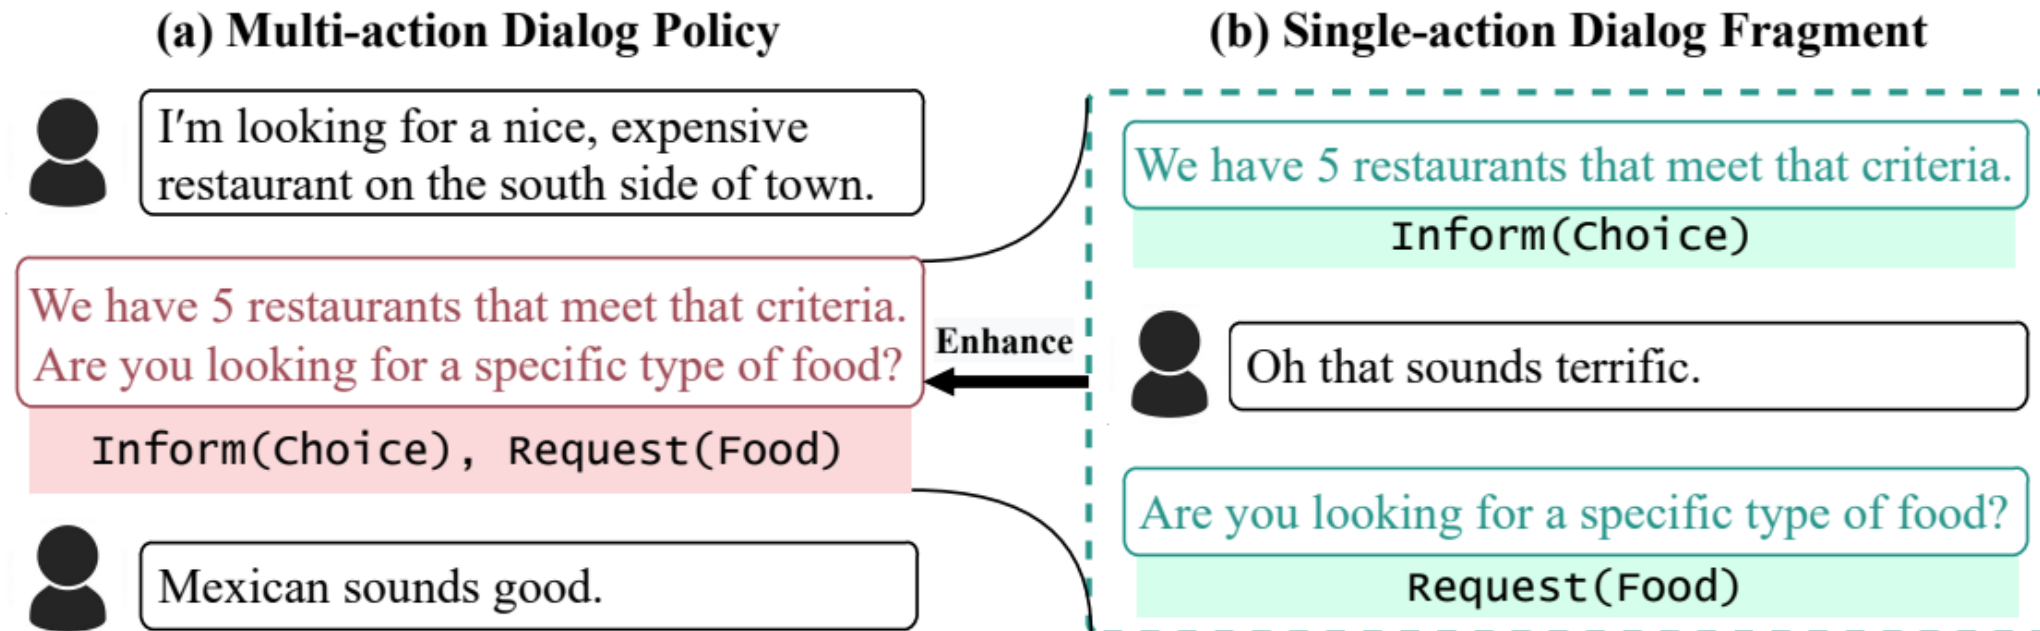 (a) Multi-action Dialog Policy
I'm looking for a nice, expensive
restaurant on the south side of town.
We have 5 restaurants that meet that criteria.
Are you looking for a specific type of food?
Inform(Choice), Request(Food)
Mexican sounds good.
Enhance
(b) Single-action Dialog Fragment
We have 5 restaurants that meet that criteria.
Inform(Choice)
Oh that sounds terrific.
Are you looking for a specific type of food?
Request(Food)